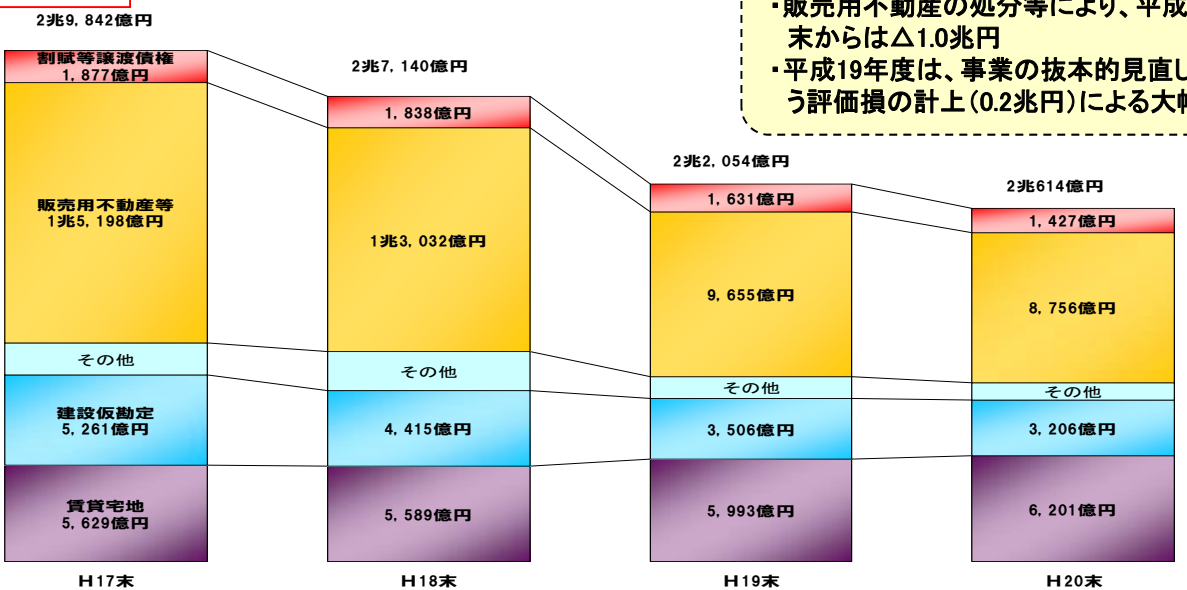 2兆9, 842億円
・販売用不動産の処分等により、平成
末からは△1.0兆円
・平成19年度は、事業の抜本的見直し
う評価損の計上（0.2兆円）による大幅
割賦等譲渡債権
1, 877億円
販売用不動産等
1兆5, 198億円
その他
建設仮勘定
5, 261億円
賃貸宅地
5, 629億円
H17末
2兆7, 140億円
1, 838億円
1兆3, 032億円
その他
4, 415億円
5, 589億円
H18末
2兆2, 054億円
1, 631億円
9, 655億円
その他
3, 506億円
5, 993億円
H19末
2兆614億円
1, 427億円
8, 756億円
その他
3, 206億円
6, 201億円
H20末